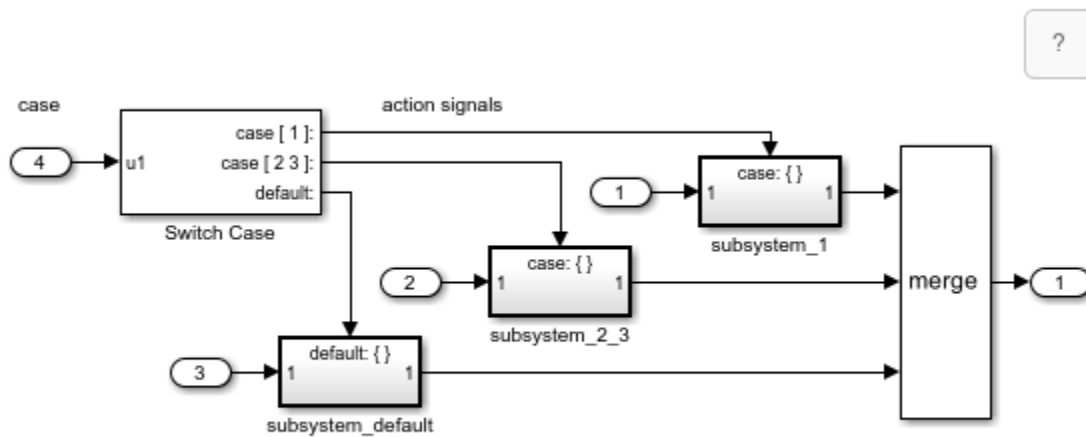 ?
case
action signals
case [ 1 ]:
4
u1
case [ 2 3 ]:
default:
Switch Case
case: { }
1
1
1
subsystem_1
case: { }
2
1
1
subsystem_2_3
merge
1
default: { }
3
1
1
subsystem_default